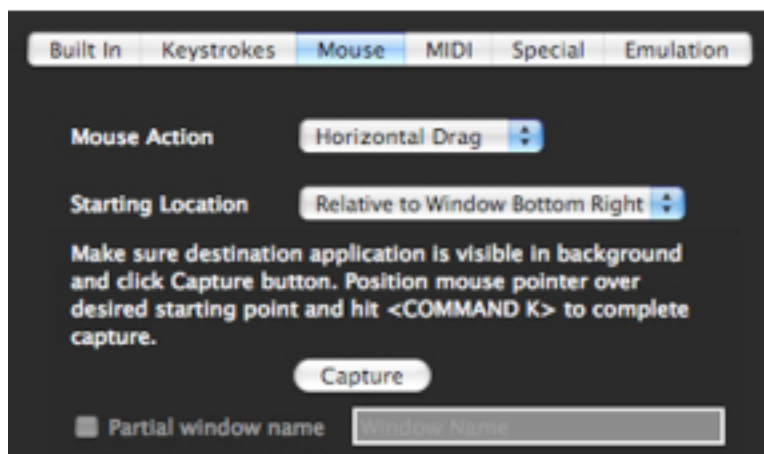 Built In Keystrokes Mouse MIDI Special Emulation
Mouse Action Horizontal Drag
Starting Location Relative to Window Bottom Right
Make sure destination application is visible in background
and click Capture button. Position mouse pointer over
desired starting point and hit <COMMAND K> to complete
capture.
Capture
Partial window name Window Name